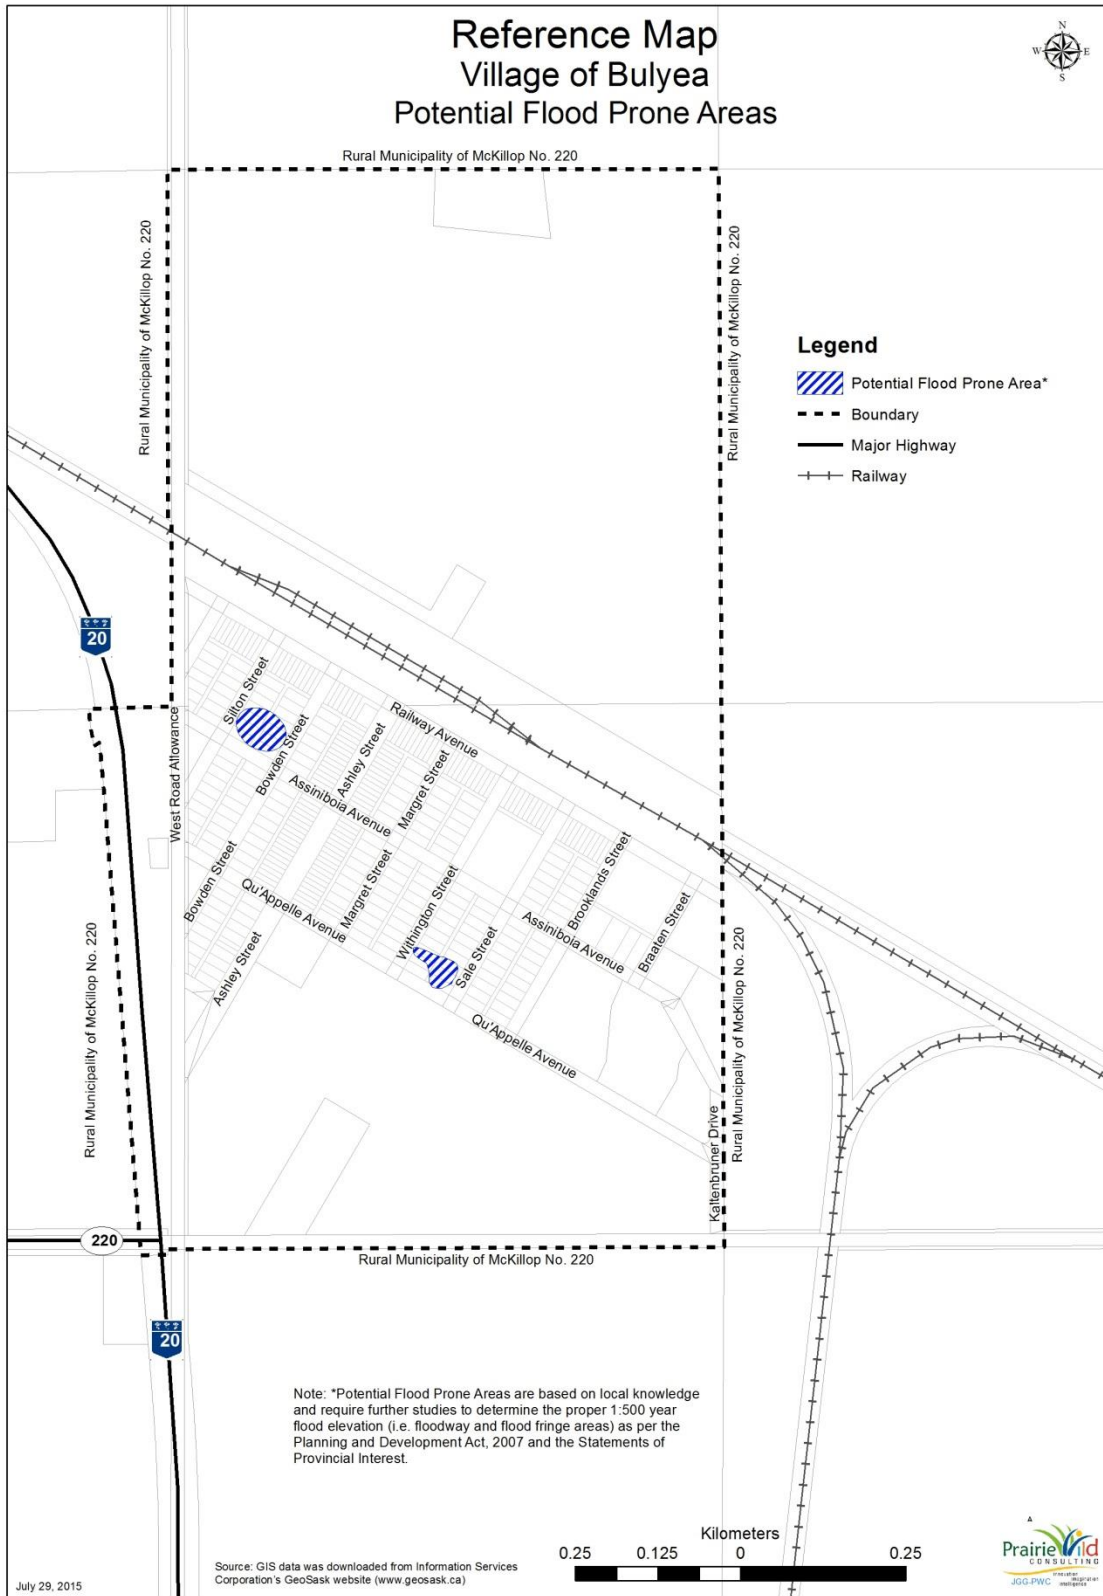 Reference Map
Village of Bulyea
Potential Flood Prone Areas
N
W E
S
Rural Municipality of McKillop No. 220
Rural Municipality of McKillop No. 220
Rural Municipality of McKillop No. 220
Legend
Potential Flood Prone Area*
Boundary
Major Highway
Railway
20
Silton Street
Bowden Street
Railway Avenue
West Road Allowance
Ashley Street
Assiniboia Avenue
Margret Street
Bowden Street
Qu'Appelle Avenue
Margret Street
Withington Street
Brooklands Street
Assiniboia Avenue
Braaten Street
Ashley Street
Sale Street
Qu'Appelle Avenue
Rural Municipality of McKillop No. 220
Rural Municipality of McKillop No. 220
Kaltenbruner Drive
220
Rural Municipality of McKillop No. 220
20
Note: *Potential Flood Prone Areas are based on local knowledge
and require further studies to determine the proper 1:500 year
flood elevation (i.e. floodway and flood fringe areas) as per the
Planning and Development Act, 2007 and the Statements of
Provincial Interest.
Kilometers
0.25 0.125 0 0.25
Source: GIS data was downloaded from Information Services
Corporation's GeoSask website (www.geosask.ca)
July 29, 2015
A
Prairie Wild
CONSULTING
JGG-PWC
innovation
inspiration
intelligence